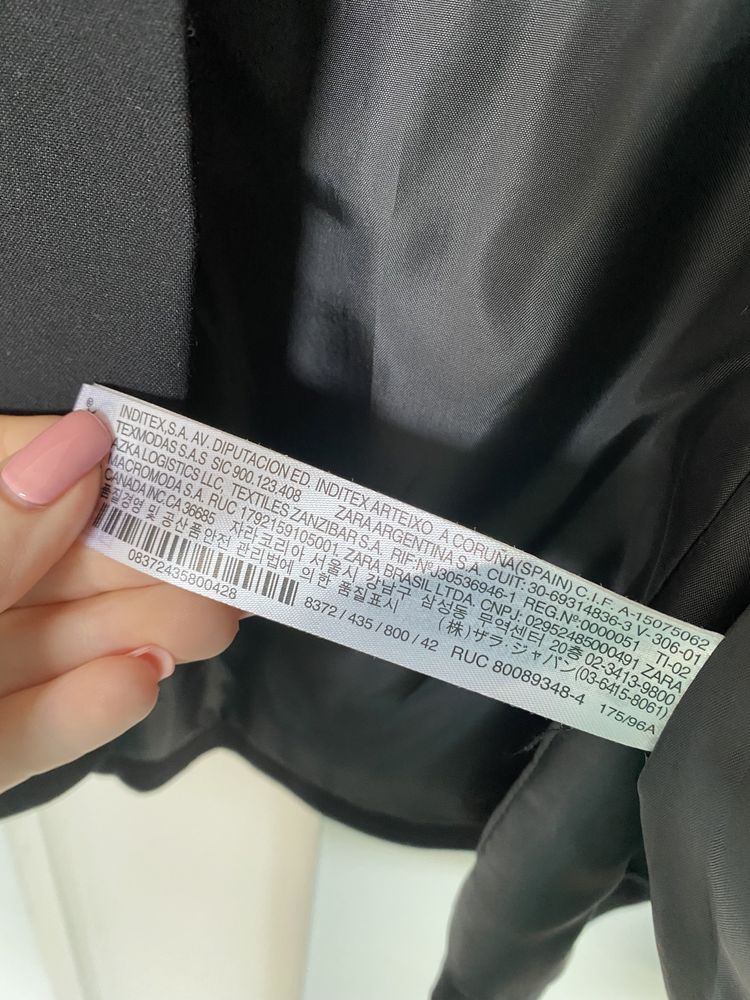 INDITEX,S.A. AV. DIPUTACION ED. INDITEX ARTEIXO A CORUÑA(SPAIN) C.I.F. A-15075062
TEXMODAS S.A.S SIC 900.123.408 ZARA ARGENTINA S.A. CUIT: 30-69314836-3 V-306-01
LOGISTICS LLC, TEXTILES ZANZIBAR S.A. RIF.Nº J30536946-1 REG.Nº 0000051 TI-02
MACROMODA S.A. RUC 1792159105001, ZARA BRASIL LTDA, CNPJ: 02952485000491 ZARA
CANADA INC CA 36685 자라코리아 서울시 강남구 삼성동 무역센터 20층 02-3413-9800
품질경영 및 공산품안전 관리법에 의한 품질표시 (株)ザラ・ジャパン(03-6415-8061)
08372435800428 8372 / 435 / 800 / 42 RUC 80089348-4 175/96A